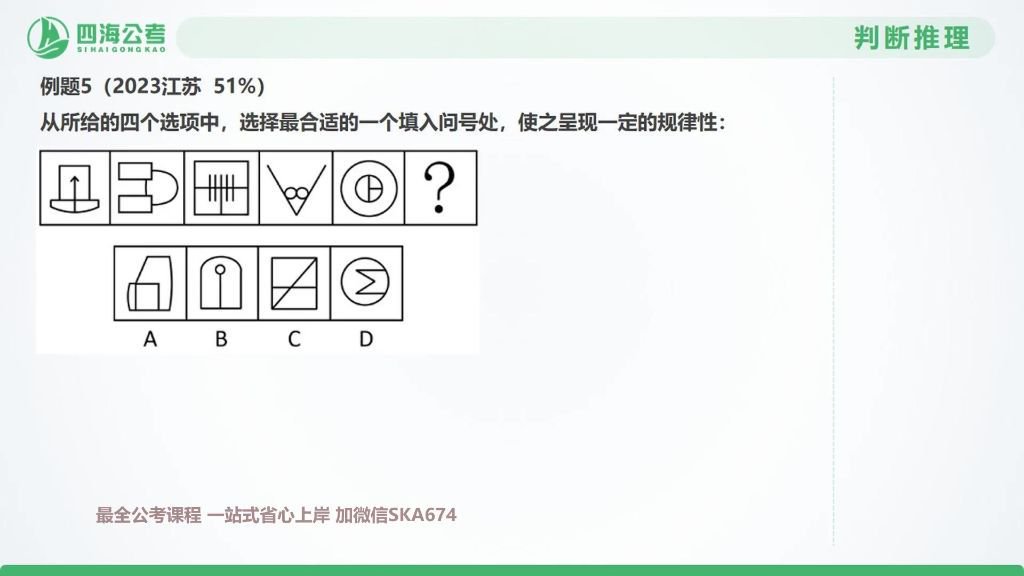 四海公考
SIHAIGONGKAO
判断推理
例题5（2023江苏 51%）
从所给的四个选项中，选择最合适的一个填入问号处，使之呈现一定的规律性：
?
A B C D
最全公考课程 一站式省心上岸 加微信SKA674